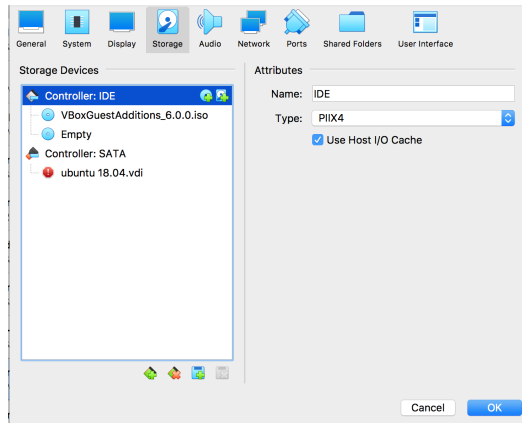 General System Display Storage Audio Network Ports Shared Folders User Interface
Storage Devices
Controller: IDE
VBoxGuestAdditions_6.0.0.iso
Empty
Controller: SATA
ubuntu 18.04.vdi
Attributes
Name: IDE
Type: PIIX4
Use Host I/O Cache
Cancel OK